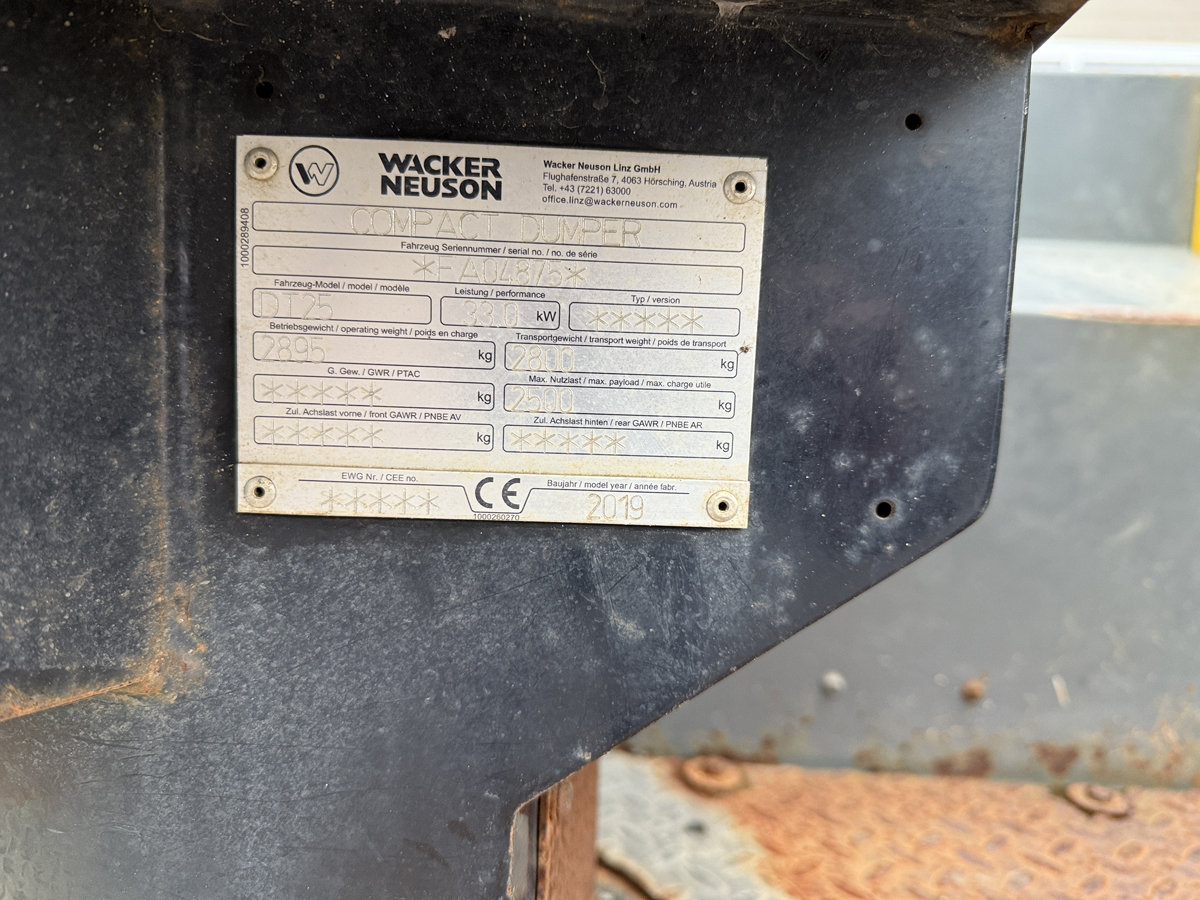 WACKER
NEUSON
Wacker Neuson Linz GmbH
Flughafenstraße 7, 4063 Hörsching, Austria
Tel. +43 (7221) 63000
office.linz@wackerneuson.com
1000289408
COMPACT DUMPER
Fahrzeug Seriennummer / serial no. / no. de série
Fahrzeug-Model / model / modèle
Leistung / performance
Typ / version
DT25
33.0 kW
*****
Betriebsgewicht / operating weight / poids en charge
Transportgewicht / transport weight / poids de transport
2895 kg
2800 kg
G. Gew. / GWR / PTAC
Max. Nutzlast / max. payload / max. charge utile
***** kg
2500 kg
Zul. Achslast vorne / front GAWR / PNBE AV
Zul. Achslast hinten / rear GAWR / PNBE AR
***** kg
***** kg
EWG Nr. / CEE no.
CE
Baujahr / model year / année fabr.
*****
1000260270
2019